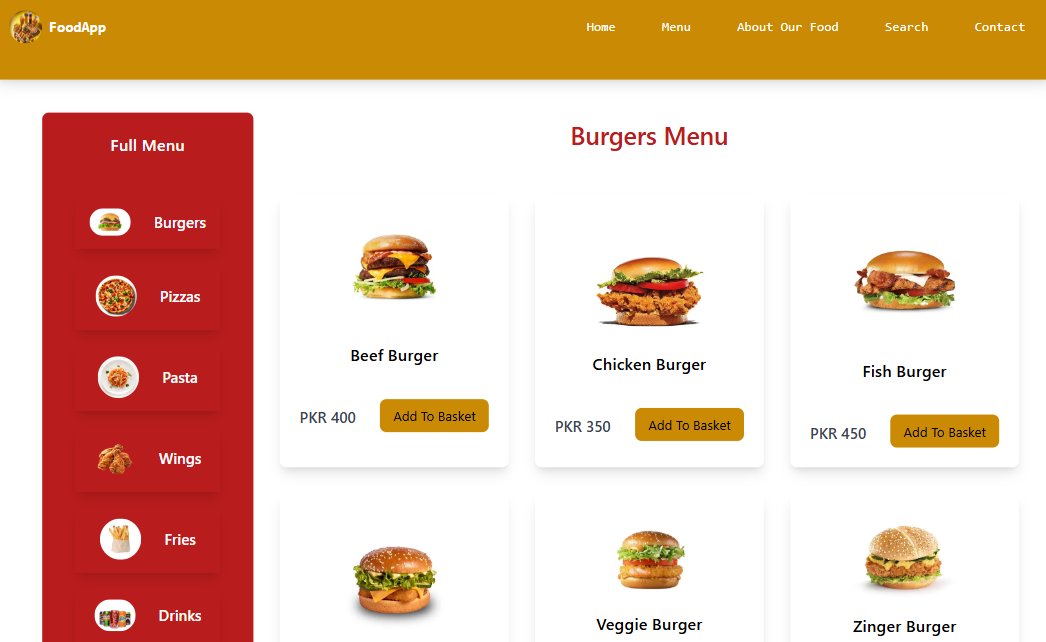 FoodApp
Home
Menu
About Our Food
Search
Contact
Full Menu
Burgers
Pizzas
Pasta
Wings
Fries
Drinks
Burgers Menu
Beef Burger
PKR 400
Add To Basket
Chicken Burger
PKR 350
Add To Basket
Fish Burger
PKR 450
Add To Basket
Veggie Burger
Zinger Burger